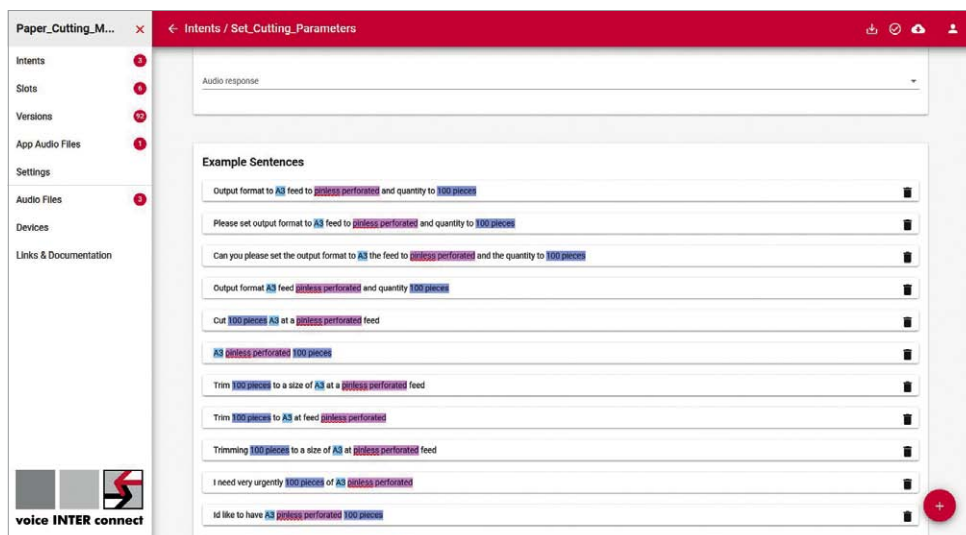 Paper_Cutting_M...
Intents / Set_Cutting_Parameters
Intents 3
Slots 6
Versions 92
App Audio Files 1
Settings
Audio Files 3
Devices
Links & Documentation
voice INTER connect
Audio response
Example Sentences
Output format to A3 feed to pinless perforated and quantity to 100 pieces
Please set output format to A3 feed to pinless perforated and quantity to 100 pieces
Can you please set the output format to A3 the feed to pinless perforated and the quantity to 100 pieces
Output format A3 feed pinless perforated and quantity 100 pieces
Cut 100 pieces A3 at a pinless perforated feed
A3 pinless perforated 100 pieces
Trim 100 pieces to a size of A3 at a pinless perforated feed
Trim 100 pieces to A3 at feed pinless perforated
Trimming 100 pieces to a size of A3 at pinless perforated feed
I need very urgently 100 pieces of A3 pinless perforated
Id like to have A3 pinless perforated 100 pieces